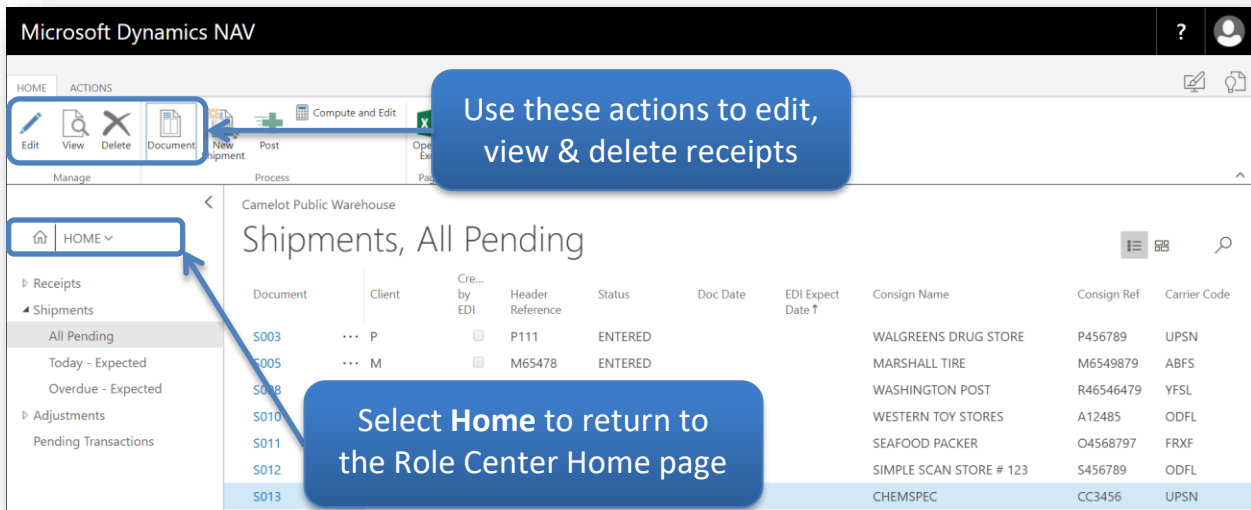 Microsoft Dynamics NAV ?
HOME ACTIONS
Edit View Delete Document New Shipment Post Compute and Edit
Manage Process
Use these actions to edit,
view & delete receipts
Camelot Public Warehouse
HOME
Shipments, All Pending
Receipts
Shipments
All Pending
Today - Expected
Overdue - Expected
Adjustments
Pending Transactions
Document Client Cre... by EDI Header Reference Status Doc Date EDI Expect Date Consign Name Consign Ref Carrier Code
S003 ... P P111 ENTERED WALGREENS DRUG STORE P456789 UPSN
S005 ... M M65478 ENTERED MARSHALL TIRE M6549879 ABFS
S008 WASHINGTON POST R46546479 YFSL
S010 WESTERN TOY STORES A12485 ODFL
S011 SEAFOOD PACKER O4568797 FRXF
S012 SIMPLE SCAN STORE # 123 S456789 ODFL
S013 CHEMSPEC CC3456 UPSN
Select Home to return to
the Role Center Home page